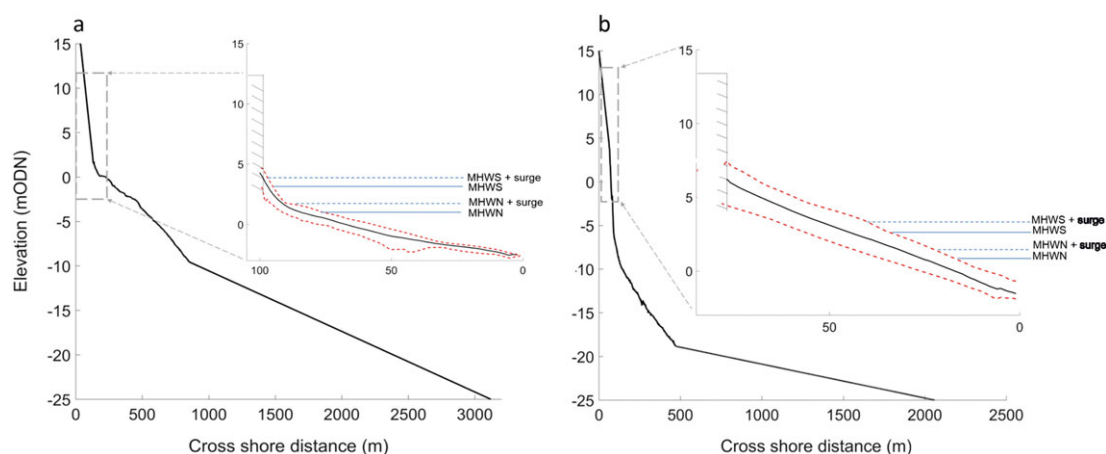 a
b
15
10
5
0
-5
-10
-15
-20
-25
Elevation (mODN)
0 500 1000 1500 2000 2500 3000
Cross shore distance (m)
15
10
5
0
100 50 0
MHWS + surge
MHWS
MHWN + surge
MHWN
15
10
5
0
-5
-10
-15
-20
-25
0 500 1000 1500 2000 2500
Cross shore distance (m)
15
10
5
0
50 0
MHWS + surge
MHWS
MHWN + surge
MHWN